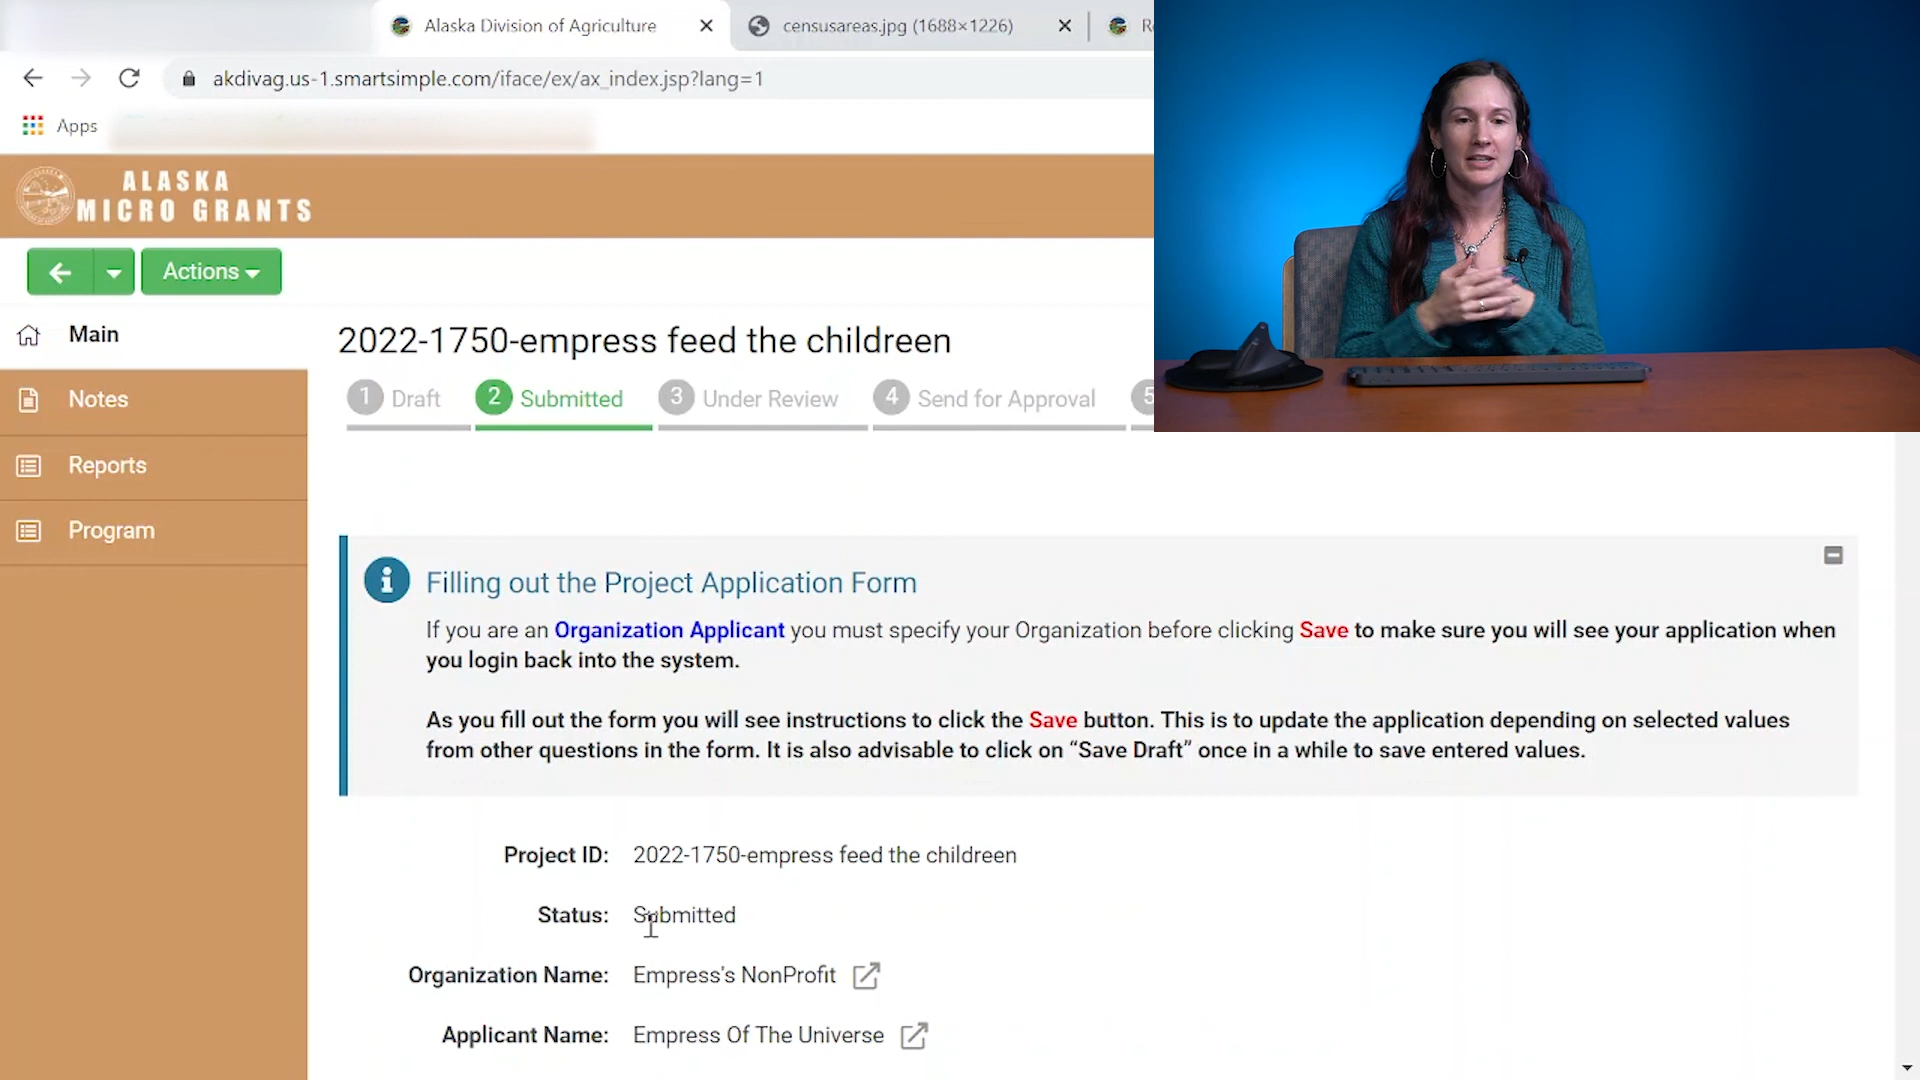 Alaska Division of Agriculture
censusareas.jpg (1688×1226)
akdivag.us-1.smartsimple.com/iface/ex/ax_index.jsp?lang=1
Apps
ALASKA
MICRO GRANTS
Actions
Main
Notes
Reports
Program
2022-1750-empress feed the childreen
1 Draft
2 Submitted
3 Under Review
4 Send for Approval
5
Filling out the Project Application Form
If you are an Organization Applicant you must specify your Organization before clicking Save to make sure you will see your application when
you login back into the system.
As you fill out the form you will see instructions to click the Save button. This is to update the application depending on selected values
from other questions in the form. It is also advisable to click on “Save Draft” once in a while to save entered values.
Project ID: 2022-1750-empress feed the childreen
Status: Submitted
Organization Name: Empress's NonProfit
Applicant Name: Empress Of The Universe